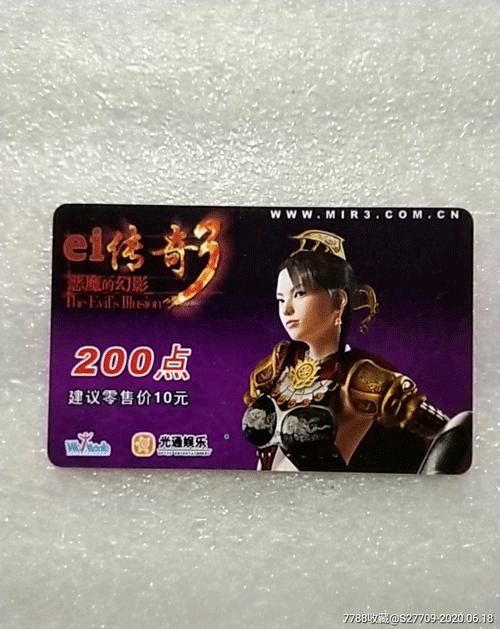 WWW.MIR3.COM.CN
ei传奇3
恶魔的幻影
The Evil's Illusion
200点
建议零售价10元
光通娱乐
7788收藏@S27709-2020.06.18